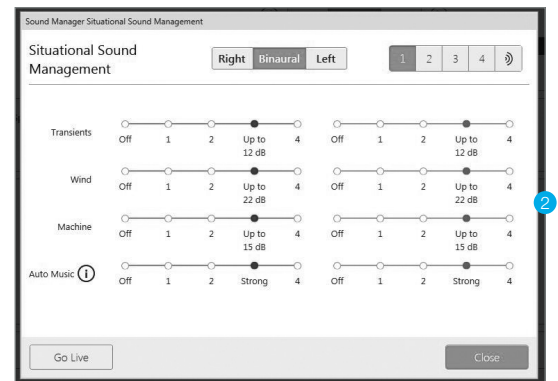 Sound Manager Situational Sound Management
Situational Sound
Management
Right Binaural Left
1 2 3 4
Transients
Off 1 2 Up to 4 Off 1 2 Up to 4
12 dB 12 dB
Wind
Off 1 2 Up to 4 Off 1 2 Up to 4
22 dB 22 dB
Machine
Off 1 2 Up to 4 Off 1 2 Up to 4
15 dB 15 dB
Auto Music i
Off 1 2 Strong 4 Off 1 2 Strong 4
2
Go Live Close